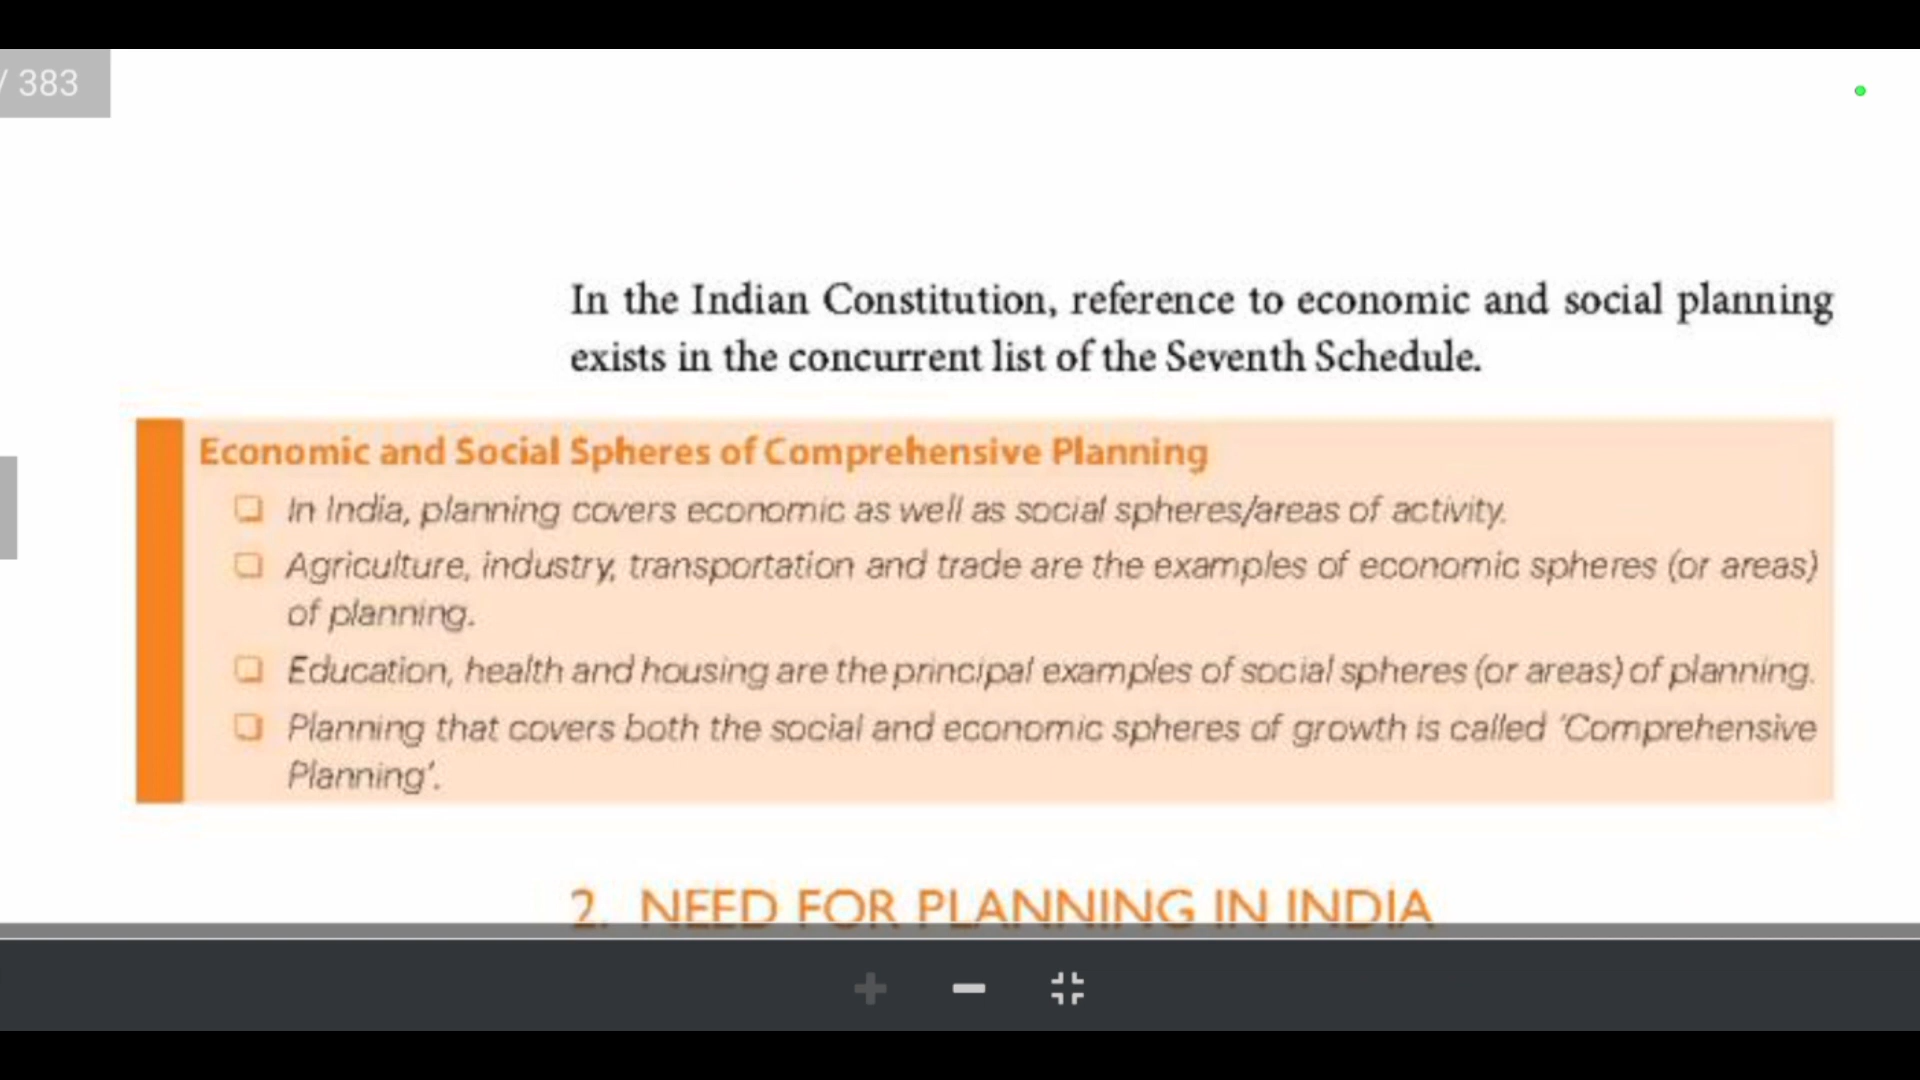 / 383
In the Indian Constitution, reference to economic and social planning
exists in the concurrent list of the Seventh Schedule.
Economic and Social Spheres of Comprehensive Planning
❏ In India, planning covers economic as well as social spheres/areas of activity.
❏ Agriculture, industry, transportation and trade are the examples of economic spheres (or areas)
of planning.
❏ Education, health and housing are the principal examples of social spheres (or areas) of planning.
❏ Planning that covers both the social and economic spheres of growth is called ‘Comprehensive
Planning’.
2. NEED FOR PLANNING IN INDIA